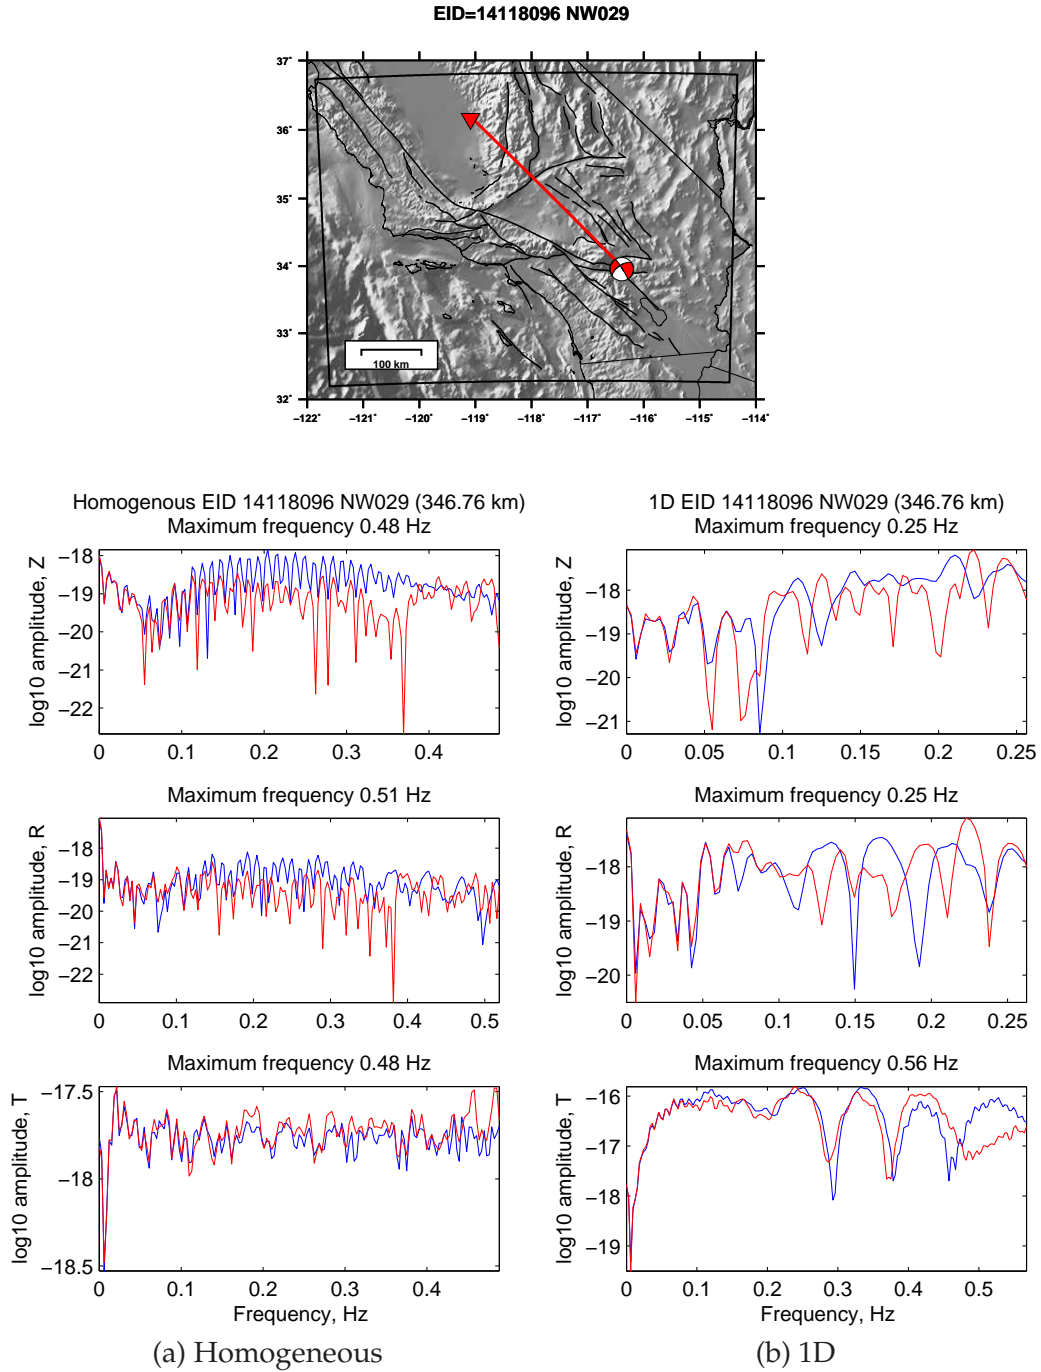 EID=14118096 NW029
37°
36°
35°
34°
33°
32°
100 km
−122° −121° −120° −119° −118° −117° −116° −115° −114°
Homogenous EID 14118096 NW029 (346.76 km)
Maximum frequency 0.48 Hz
log10 amplitude, Z
−18
−19
−20
−21
−22
0 0.1 0.2 0.3 0.4
Maximum frequency 0.51 Hz
log10 amplitude, R
−18
−19
−20
−21
−22
0 0.1 0.2 0.3 0.4 0.5
Maximum frequency 0.48 Hz
log10 amplitude, T
−17.5
−18
−18.5
0 0.1 0.2 0.3 0.4
Frequency, Hz
(a) Homogeneous
1D EID 14118096 NW029 (346.76 km)
Maximum frequency 0.25 Hz
log10 amplitude, Z
−18
−19
−20
−21
0 0.05 0.1 0.15 0.2 0.25
Maximum frequency 0.25 Hz
log10 amplitude, R
−18
−19
−20
0 0.05 0.1 0.15 0.2 0.25
Maximum frequency 0.56 Hz
log10 amplitude, T
−16
−17
−18
−19
0 0.1 0.2 0.3 0.4 0.5
Frequency, Hz
(b) 1D